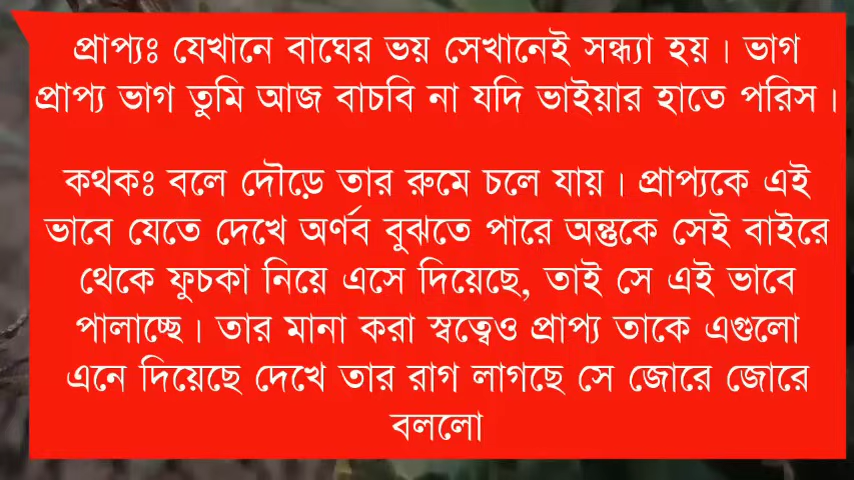 প্রাপ্যঃ যেখানে বাঘের ভয় সেখানেই সন্ধ্যা হয়। ভাগ
প্রাপ্য ভাগ তুমি আজ বাচবি না যদি ভাইয়ার হাতে পরিস।
কথকঃ বলে দৌড়ে তার রুমে চলে যায়। প্রাপ্যকে এই
ভাবে যেতে দেখে অর্ণব বুঝতে পারে অন্তুকে সেই বাইরে
থেকে ফুচকা নিয়ে এসে দিয়েছে, তাই সে এই ভাবে
পালাচ্ছে। তার মানা করা স্বত্বেও প্রাপ্য তাকে এগুলো
এনে দিয়েছে দেখে তার রাগ লাগছে সে জোরে জোরে
বললো